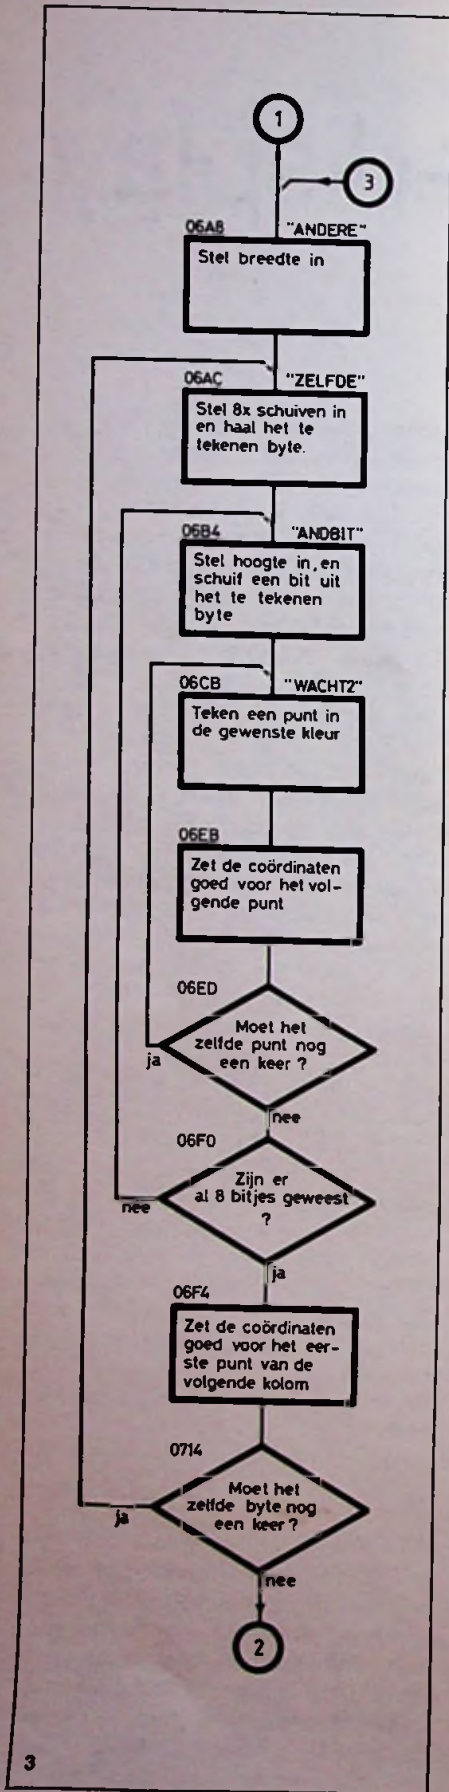 1
3
06A8 "ANDERE"
Stel breedte in
06AC "ZELFDE"
Stel 8x schuiven in
en haal het te
tekenen byte.
06B4 "ANDBIT"
Stel hoogte in, en
schuif een bit uit
het te tekenen
byte
06CB "WACHT2"
Teken een punt in
de gewenste kleur
06EB
Zet de coördinaten
goed voor het vol-
gende punt
06ED
Moet het
zelfde punt nog
een keer ?
ja
nee
06F0
Zijn er
al 8 bitjes geweest
?
nee
ja
06F4
Zet de coördinaten
goed voor het eer-
ste punt van de
volgende kolom
0714
Moet het
zelfde byte nog
een keer ?
ja
nee
2
3